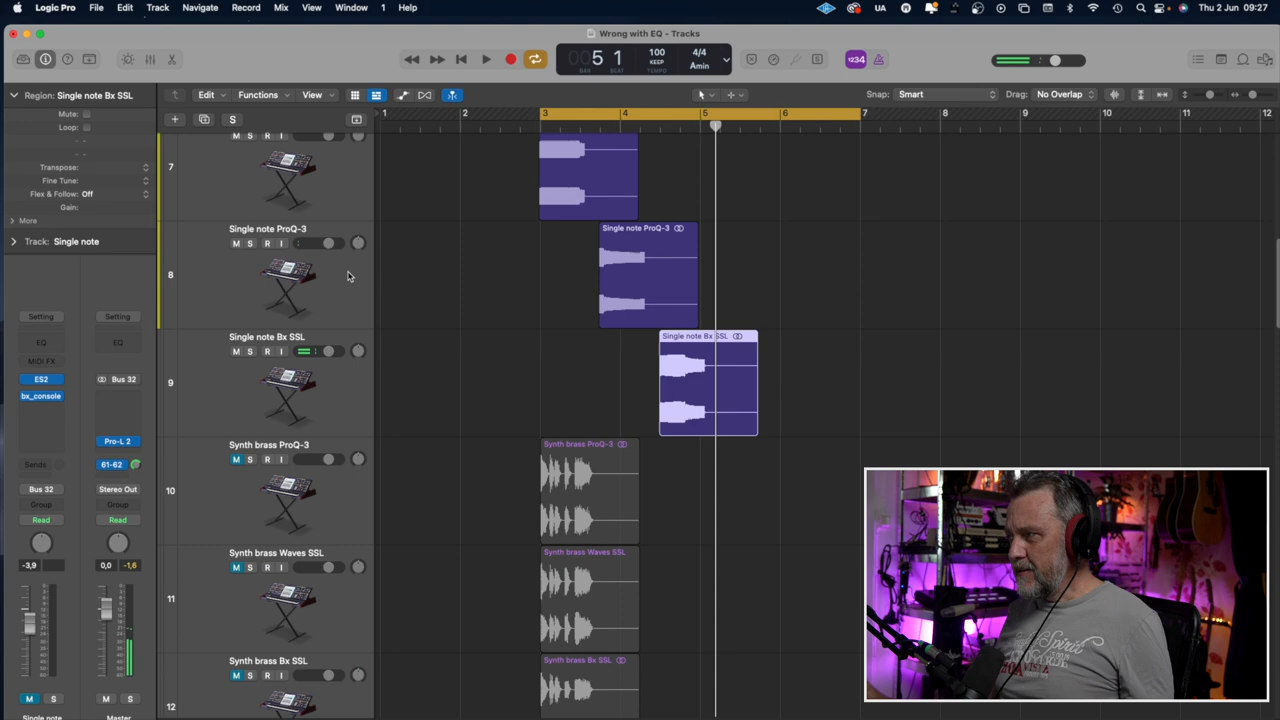 Logic Pro File Edit Track Navigate Record Mix View Window 1 Help UA Thu 2 Jun 09:27
Wrong with EQ - Tracks
005 1 100 4/4
KEEP Amin
BAR BEAT TEMPO
1234
Region: Single note Bx SSL
Edit Functions View Snap: Smart Drag: No Overlap
Mute:
Loop:
Transpose:
Fine Tune:
Flex & Follow: Off
Gain:
More
Track: Single note
S
1 3 4 5 6 7 8 9 10 11 12
7
M S R I
Single note ProQ-3
8
M S R I
Single note ProQ-3
Single note Bx SSL
9
M S R I
Single note Bx SSL
Synth brass ProQ-3
10
M S R I
Synth brass ProQ-3
Synth brass Waves SSL
11
M S R I
Synth brass Waves SSL
Synth brass Bx SSL
12
M S R I
Synth brass Bx SSL
Setting Setting
EQ EQ
MIDI FX
ES2 Bus 32
bx_console
Pro-L 2
Sends 61-62
Bus 32 Stereo Out
Group Group
Read Read
-3,9 0,0 -1,6
M S M S
Single note Master